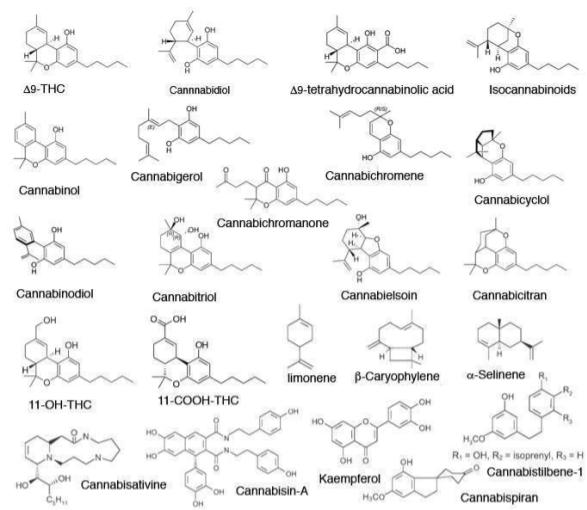 Δ9-THC
Cannnabidiol
Δ9-tetrahydrocannabinolic acid
Isocannabinoids
Cannabinol
Cannabigerol
Cannabichromene
Cannabicyclol
Cannabichromanone
Cannabinodiol
Cannabitriol
Cannabielsoin
Cannabicitran
11-OH-THC
11-COOH-THC
limonene
β-Caryophylene
α-Selinene
Cannabisativine
Cannabisin-A
Kaempferol
R₁ = OH, R₂ = isoprenyl, R₃ = H
Cannabistilbene-1
Cannabispiran